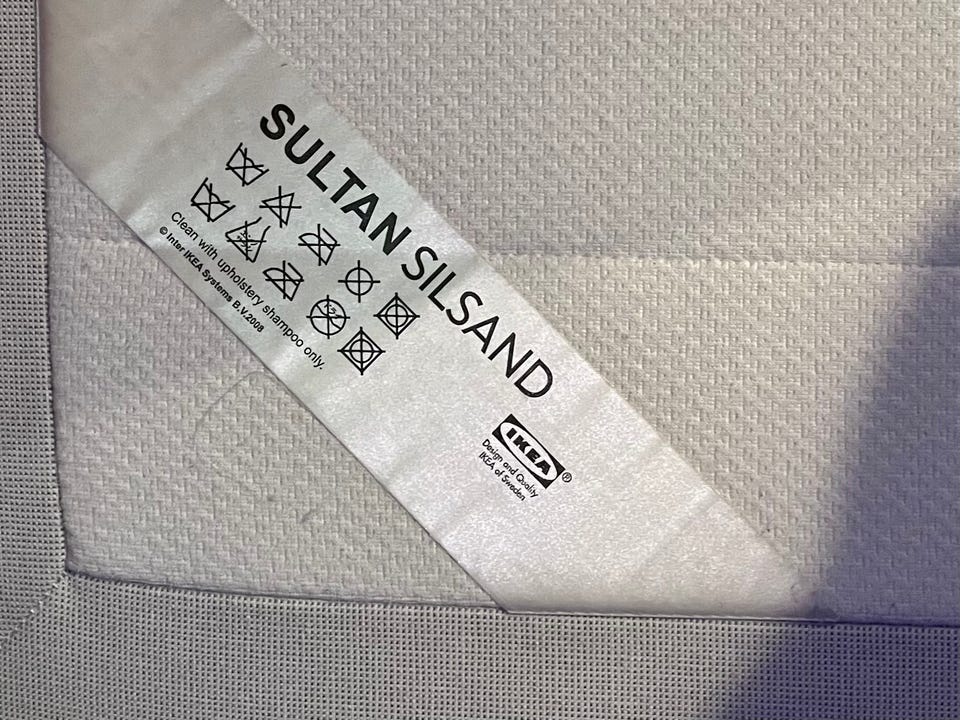 SULTAN SILSAND
Clean with upholstery shampoo only.
© Inter IKEA Systems B.V.2008
IKEA®
Design and Quality
IKEA of Sweden